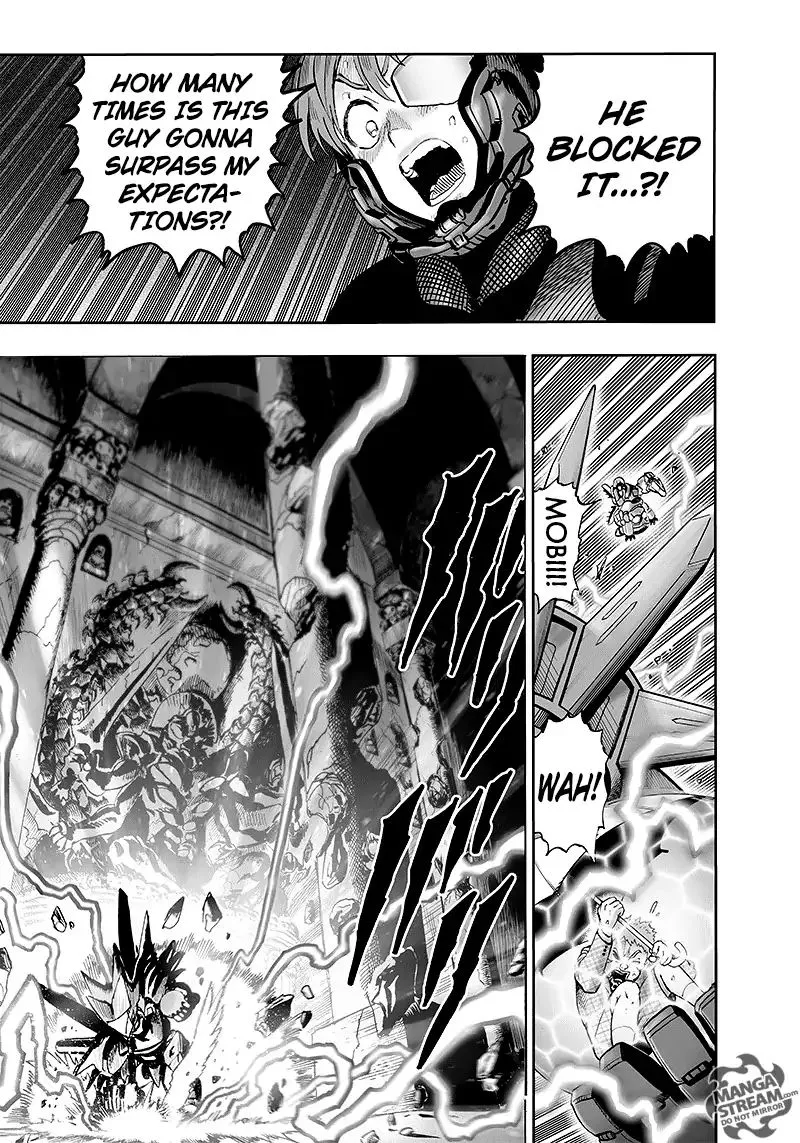 HE
BLOCKED
IT...?!
HOW MANY
TIMES IS THIS
GUY GONNA
SURPASS MY
EXPECTA-
TIONS?!
MOBIII!
WAH!
MANGA
STREAM.com
DO NOT MIRROR